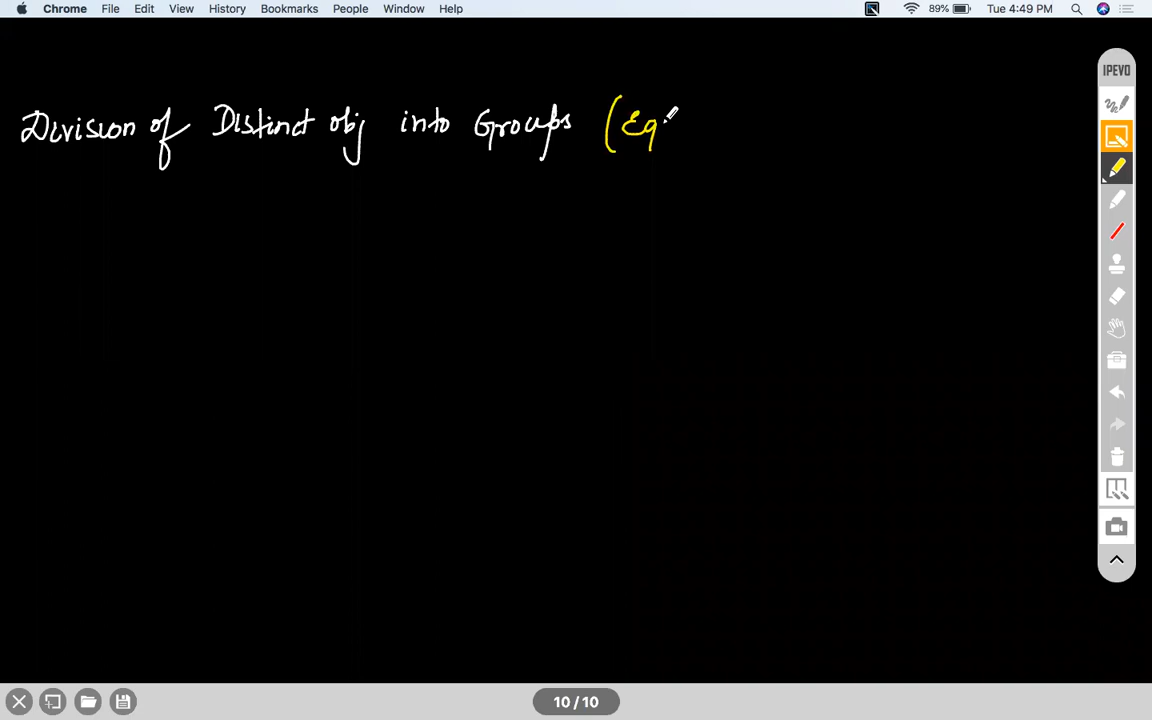 Chrome File Edit View History Bookmarks People Window Help 89% Tue 4:49 PM
IPEVO
Division of Distinct obj into Groups (Eq
10 / 10